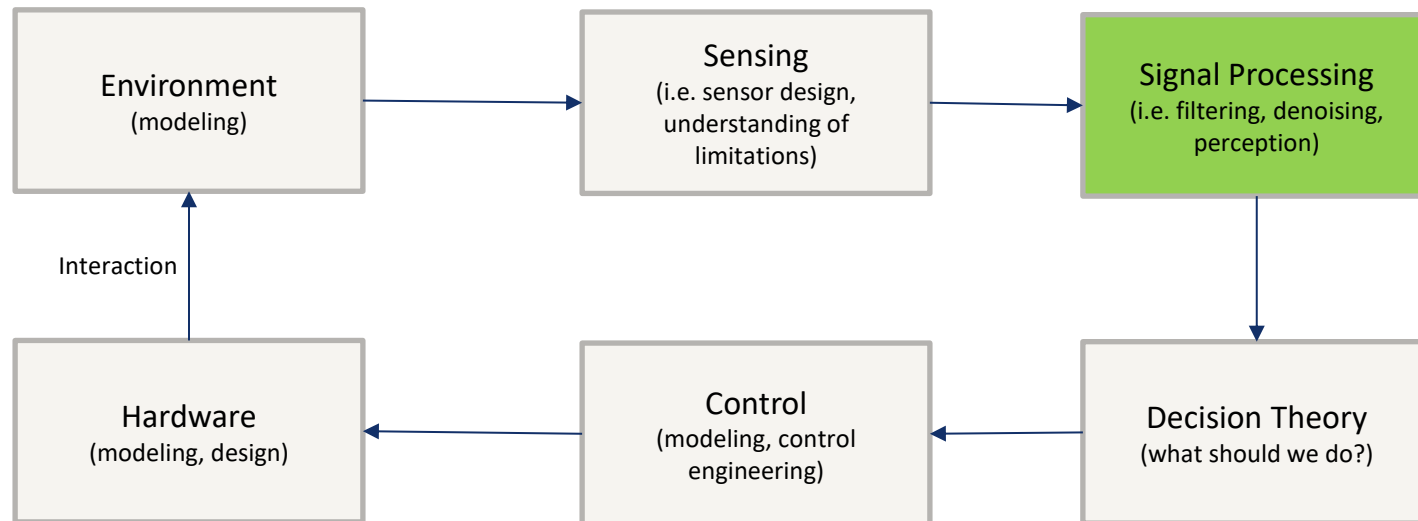 Environment
(modeling)
Sensing
(i.e. sensor design,
understanding of
limitations)
Signal Processing
(i.e. filtering, denoising,
perception)
Interaction
Hardware
(modeling, design)
Control
(modeling, control
engineering)
Decision Theory
(what should we do?)